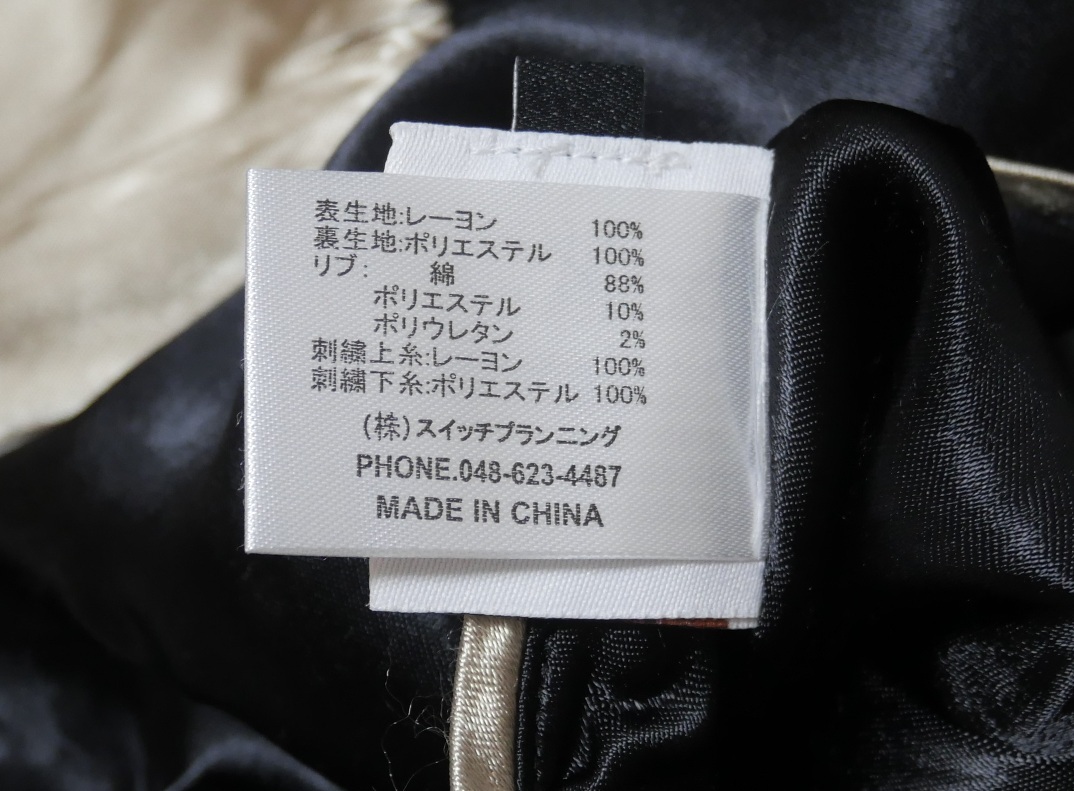 表生地:レーヨン 100%
裏生地:ポリエステル 100%
リブ: 綿 88%
ポリエステル 10%
ポリウレタン 2%
刺繍上糸:レーヨン 100%
刺繍下糸:ポリエステル 100%
(株)スイッチプランニング
PHONE.048-623-4487
MADE IN CHINA